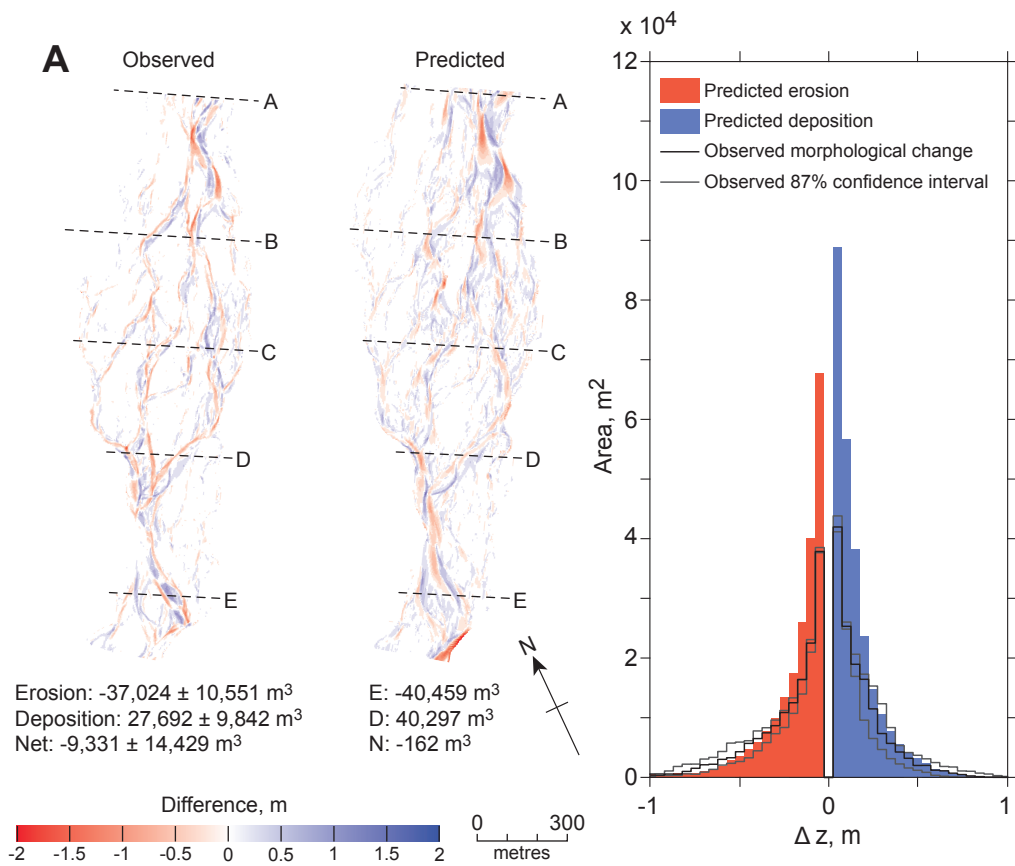 A
Observed
Predicted
A
B
C
D
E
A
B
C
D
E
N
Erosion: -37,024 ± 10,551 m³
Deposition: 27,692 ± 9,842 m³
Net: -9,331 ± 14,429 m³
E: -40,459 m³
D: 40,297 m³
N: -162 m³
Difference, m
-2 -1.5 -1 -0.5 0 0.5 1 1.5 2
0 300
metres
x 10⁴
12
10
8
6
4
2
0
Area, m²
Predicted erosion
Predicted deposition
Observed morphological change
Observed 87% confidence interval
-1 0 1
Δ z, m